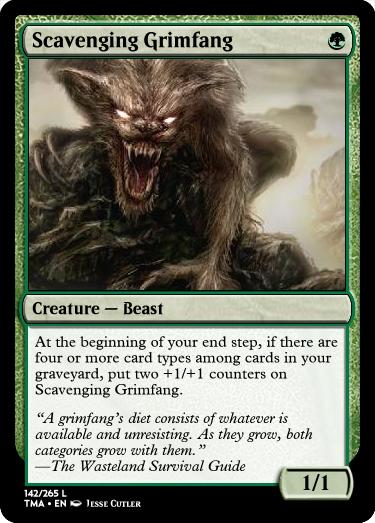 Scavenging Grimfang
Creature — Beast
At the beginning of your end step, if there are
four or more card types among cards in your
graveyard, put two +1/+1 counters on
Scavenging Grimfang.
“A grimfang’s diet consists of whatever is
available and unresisting. As they grow, both
categories grow with them.”
—The Wasteland Survival Guide
1/1
142/265 L
TMA • EN Jesse Cutler